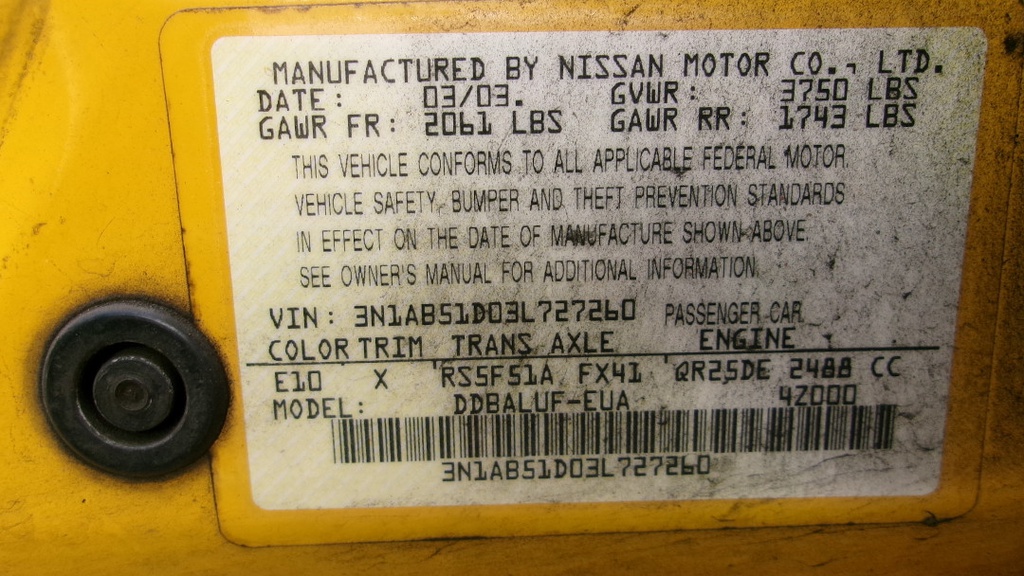 MANUFACTURED BY NISSAN MOTOR CO., LTD.
DATE: 03/03. GVWR: 3750 LBS
GAWR FR: 2061 LBS GAWR RR: 1743 LBS
THIS VEHICLE CONFORMS TO ALL APPLICABLE FEDERAL MOTOR
VEHICLE SAFETY, BUMPER AND THEFT PREVENTION STANDARDS
IN EFFECT ON THE DATE OF MANUFACTURE SHOWN ABOVE.
SEE OWNER'S MANUAL FOR ADDITIONAL INFORMATION.
VIN: 3N1AB51D03L727260 PASSENGER CAR
COLOR TRIM TRANS AXLE ENGINE
E10 X RS5F51A FX41 QR25DE 2488 CC
MODEL: DDBALUF-EUA 42000
3N1AB51D03L727260